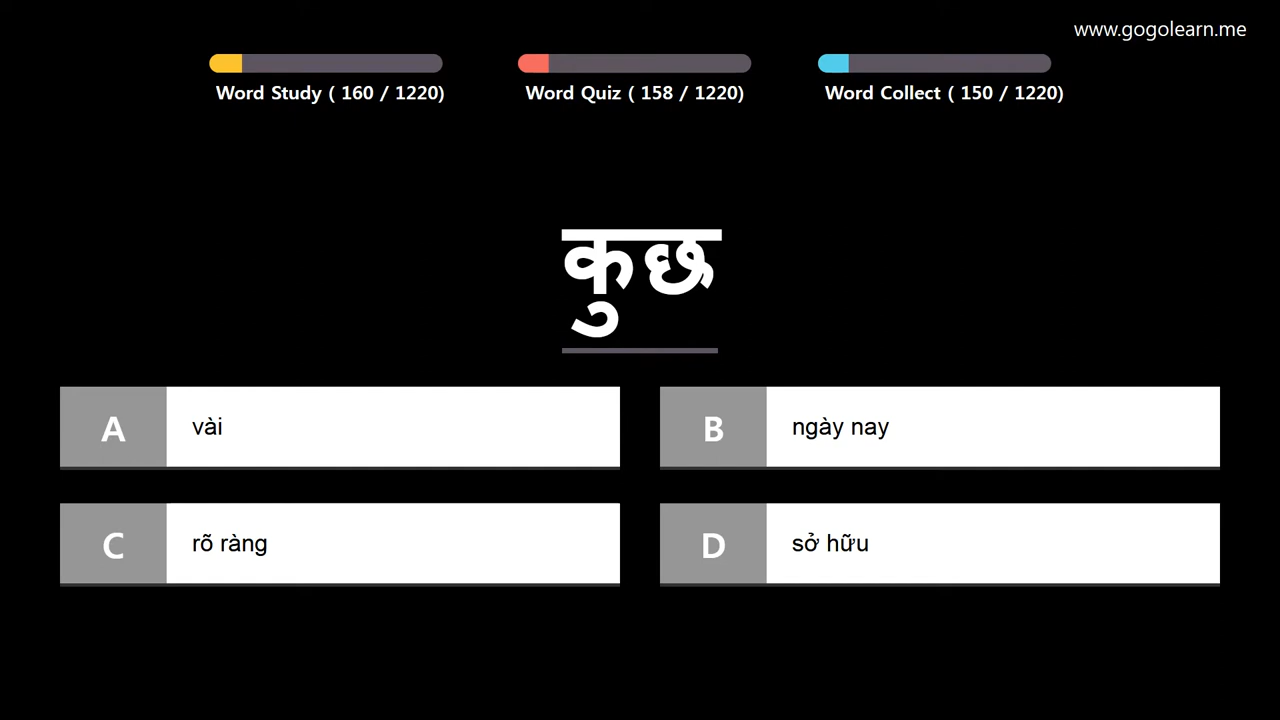 www.gogolearn.me
Word Study ( 160 / 1220)
Word Quiz ( 158 / 1220)
Word Collect ( 150 / 1220)
कुछ
A
vài
B
ngày nay
C
rõ ràng
D
sở hữu